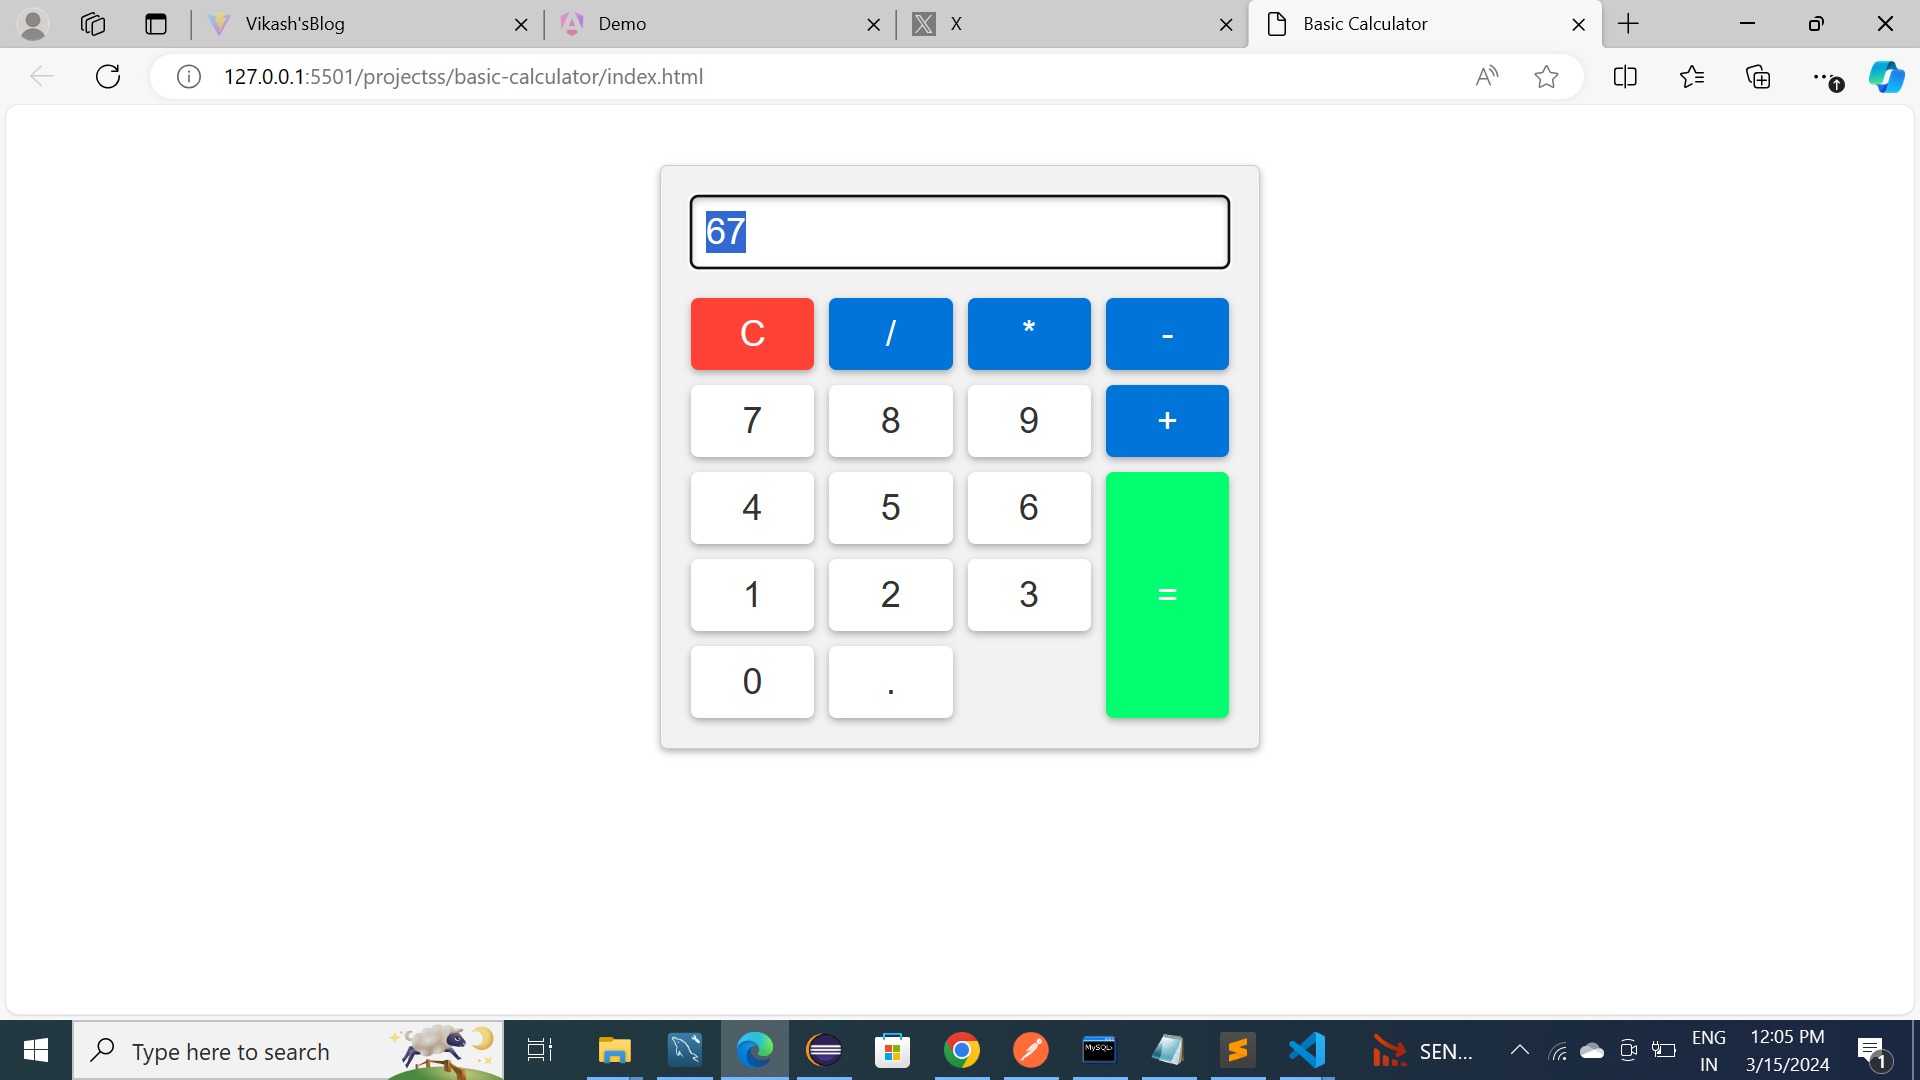 Vikash'sBlog
Demo
X
Basic Calculator
127.0.0.1:5501/projectss/basic-calculator/index.html
67
C / * -
7 8 9 +
4 5 6
1 2 3 =
0 .
Type here to search
MySQL
SEN...
ENG
IN
12:05 PM
3/15/2024
1